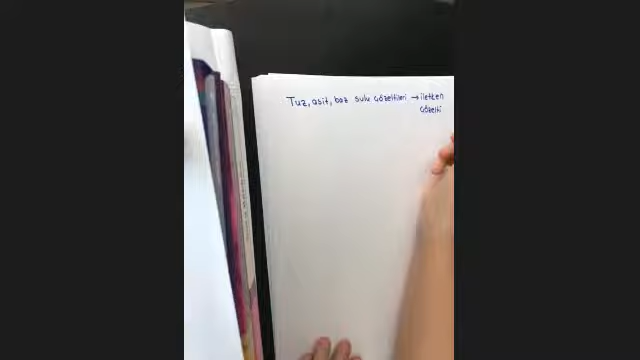 Tuz, asit, baz sulu çözeltileri → iletken
çözelti